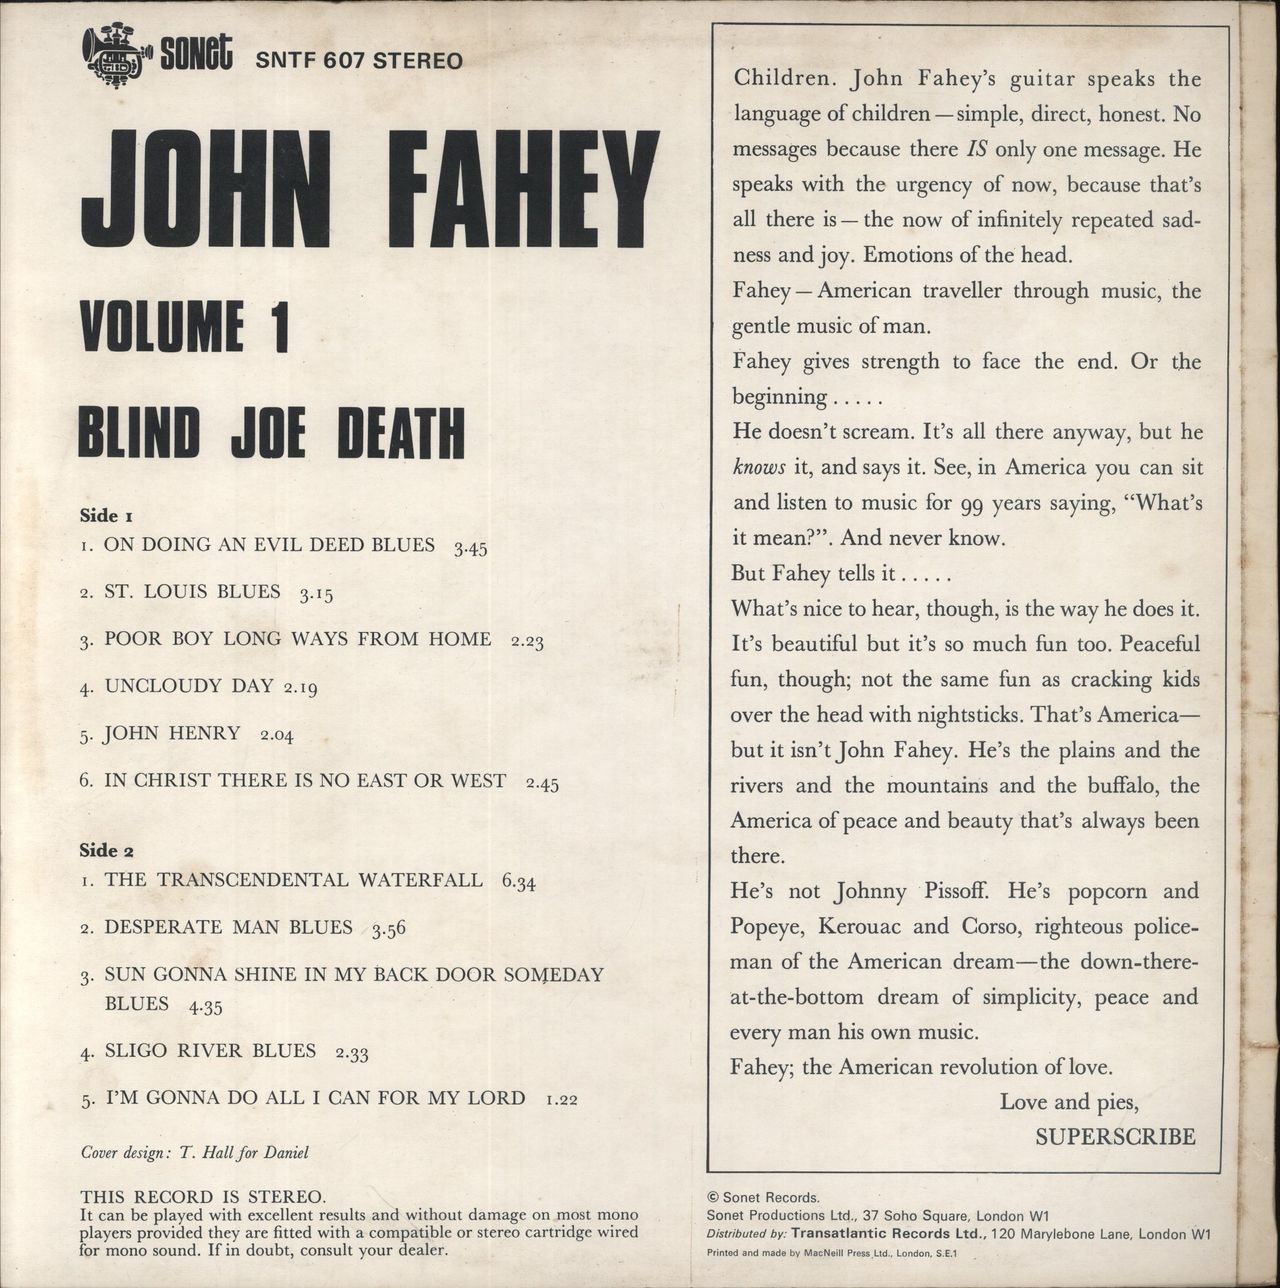 sonet SNTF 607 STEREO
JOHN FAHEY
VOLUME 1
BLIND JOE DEATH
Side 1
1. ON DOING AN EVIL DEED BLUES 3.45
2. ST. LOUIS BLUES 3.15
3. POOR BOY LONG WAYS FROM HOME 2.23
4. UNCLOUDY DAY 2.19
5. JOHN HENRY 2.04
6. IN CHRIST THERE IS NO EAST OR WEST 2.45
Side 2
1. THE TRANSCENDENTAL WATERFALL 6.34
2. DESPERATE MAN BLUES 3.56
3. SUN GONNA SHINE IN MY BACK DOOR SOMEDAY
BLUES 4.35
4. SLIGO RIVER BLUES 2.33
5. I'M GONNA DO ALL I CAN FOR MY LORD 1.22
Cover design: T. Hall for Daniel
THIS RECORD IS STEREO.
It can be played with excellent results and without damage on most mono
players provided they are fitted with a compatible or stereo cartridge wired
for mono sound. If in doubt, consult your dealer.
Children. John Fahey's guitar speaks the
language of children—simple, direct, honest. No
messages because there IS only one message. He
speaks with the urgency of now, because that's
all there is—the now of infinitely repeated sad-
ness and joy. Emotions of the head.
Fahey—American traveller through music, the
gentle music of man.
Fahey gives strength to face the end. Or the
beginning . . . . .
He doesn't scream. It's all there anyway, but he
knows it, and says it. See, in America you can sit
and listen to music for 99 years saying, "What's
it mean?". And never know.
But Fahey tells it . . . . .
What's nice to hear, though, is the way he does it.
It's beautiful but it's so much fun too. Peaceful
fun, though; not the same fun as cracking kids
over the head with nightsticks. That's America—
but it isn't John Fahey. He's the plains and the
rivers and the mountains and the buffalo, the
America of peace and beauty that's always been
there.
He's not Johnny Pissoff. He's popcorn and
Popeye, Kerouac and Corso, righteous police-
man of the American dream—the down-there-
at-the-bottom dream of simplicity, peace and
every man his own music.
Fahey; the American revolution of love.
Love and pies,
SUPERSCRIBE
© Sonet Records.
Sonet Productions Ltd., 37 Soho Square, London W1
Distributed by: Transatlantic Records Ltd., 120 Marylebone Lane, London W1
Printed and made by MacNeill Press Ltd., London, S.E.1